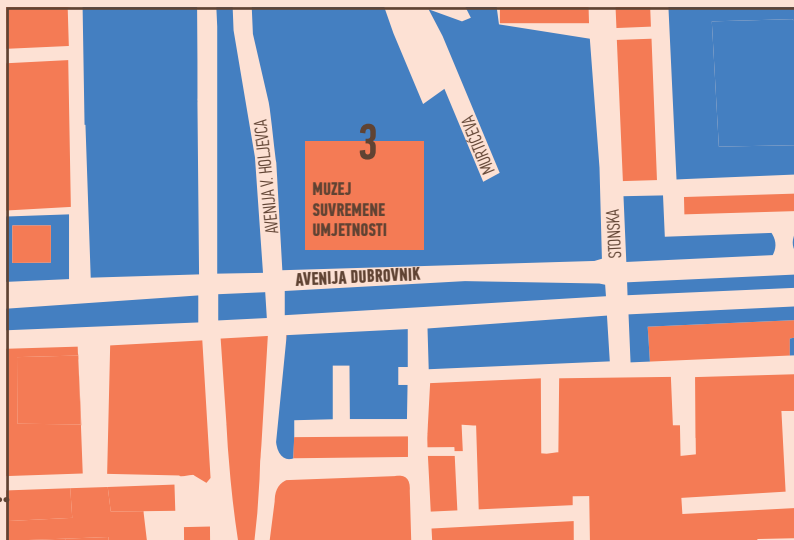 3
MUZEJ
SUVREMENE
UMJETNOSTI
AVENIJA V. HOLJEVCA
MURTIĆEVA
STONSKA
AVENIJA DUBROVNIK